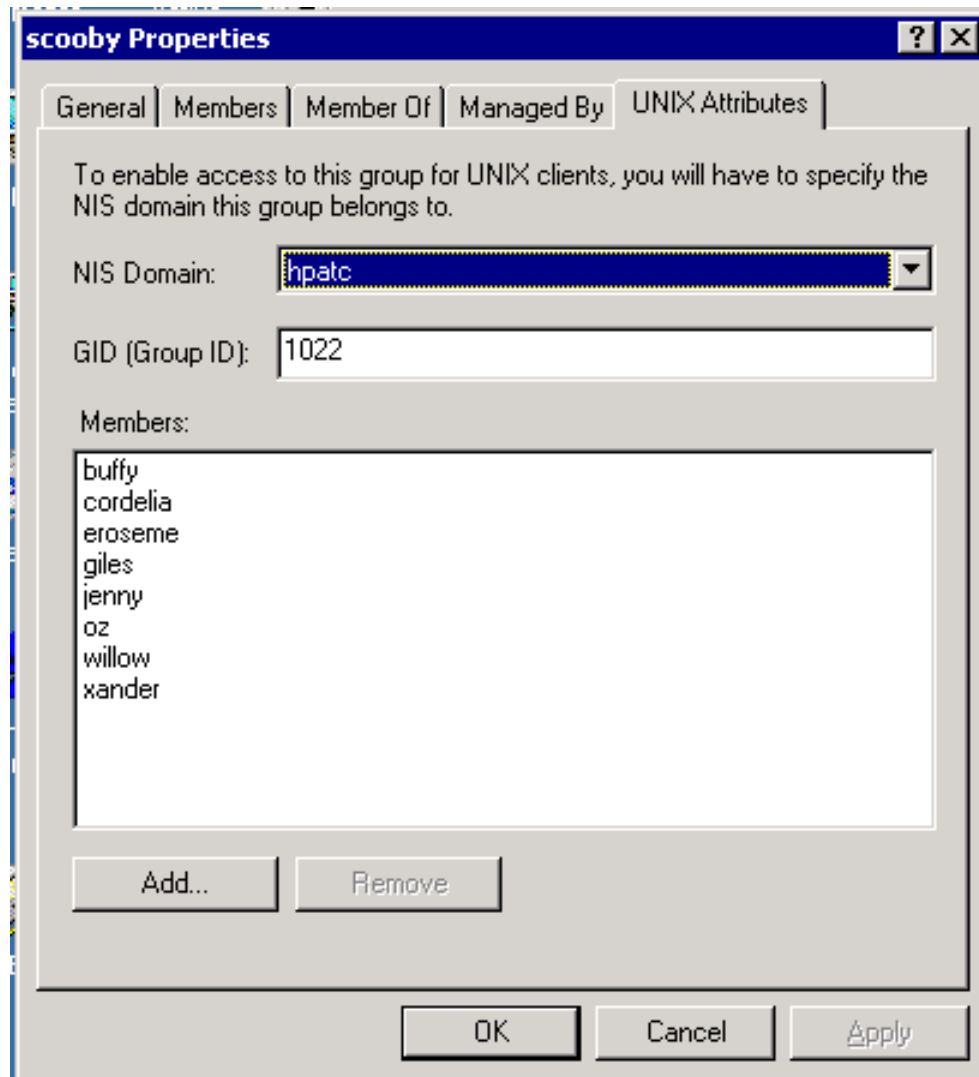 scooby Properties
General
Members
Member Of
Managed By
UNIX Attributes
To enable access to this group for UNIX clients, you will have to specify the
NIS domain this group belongs to.
NIS Domain:
hpatc
GID (Group ID):
1022
Members:
buffy
cordelia
eroseme
giles
jenny
oz
willow
xander
Add...
Remove
OK
Cancel
Apply